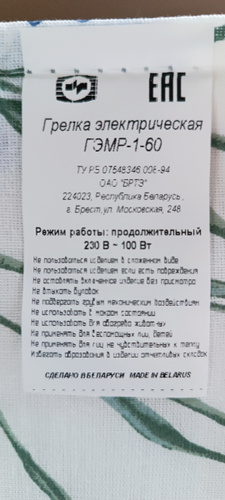 ЕАС
Грелка электрическая
ГЭМР-1-60
ТУ РБ 07548346.008-94
ОАО "БРТЗ"
224023, Республика Беларусь,
г. Брест, ул. Московская, 248
Режим работы: продолжительный
230 В ~ 100 Вт
Не пользоваться изделием в сложенном виде
Не пользоваться изделием если есть повреждения
Не оставлять включенное изделие без присмотра
Не втыкать булавок
Не подвергать грубым механическим воздействиям
Не использовать в мокром состоянии
Не использовать для обогрева животных
Не применять для беспомощных лиц, детей
Не применять для лиц не чувствительных к теплу
Избегать образования в изделии отчетливых складок
СДЕЛАНО В БЕЛАРУСИ MADE IN BELARUS